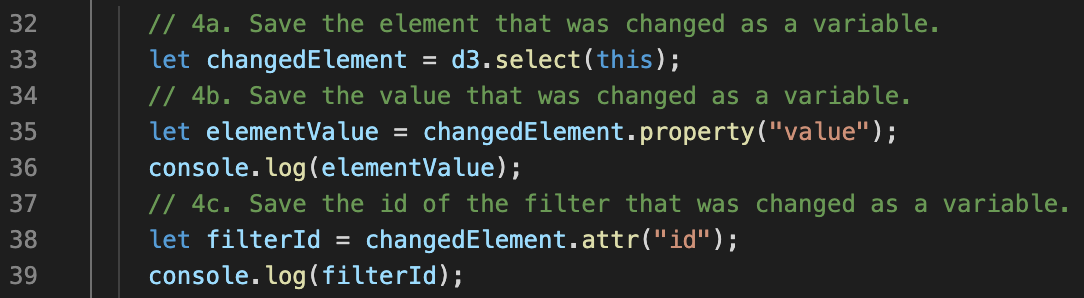 32 // 4a. Save the element that was changed as a variable.
33 let changedElement = d3.select(this);
34 // 4b. Save the value that was changed as a variable.
35 let elementValue = changedElement.property("value");
36 console.log(elementValue);
37 // 4c. Save the id of the filter that was changed as a variable.
38 let filterId = changedElement.attr("id");
39 console.log(filterId);